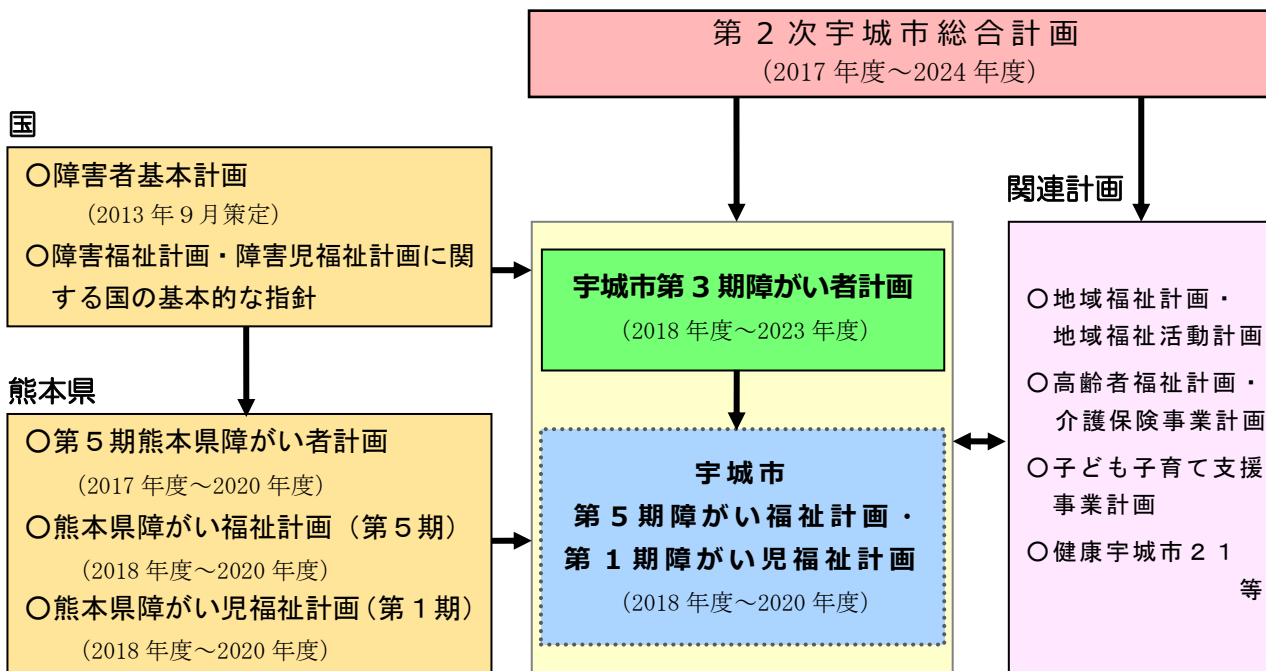 第２次宇城市総合計画
（2017 年度～2024 年度）
国
〇障害者基本計画
（2013 年９月策定）
〇障害福祉計画・障害児福祉計画に関
する国の基本的な指針
熊本県
〇第５期熊本県障がい者計画
（2017 年度～2020 年度）
〇熊本県障がい福祉計画（第５期）
（2018 年度～2020 年度）
〇熊本県障がい児福祉計画（第１期）
（2018 年度～2020 年度）
宇城市第３期障がい者計画
（2018 年度～2023 年度）
宇城市
第５期障がい福祉計画・
第１期障がい児福祉計画
（2018 年度～2020 年度）
関連計画
〇地域福祉計画・
地域福祉活動計画
〇高齢者福祉計画・
介護保険事業計画
〇子ども子育て支援
事業計画
〇健康宇城市２１
等